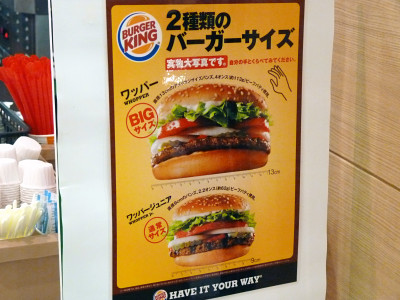 BURGER
KING
2種類の
バーガーサイズ
実物大写真です。
ワッパー
WHOPPER
BIG
サイズ
13cm
ワッパージュニア
WHOPPER Jr.
通常
サイズ
9cm
HAVE IT YOUR WAY